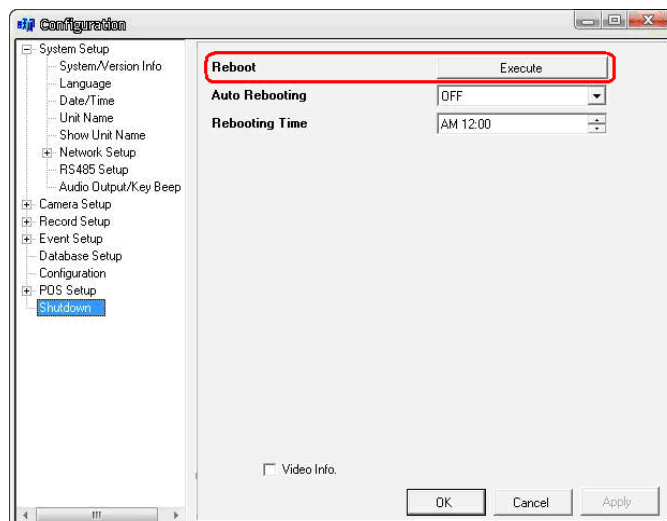 Configuration
System Setup
System/Version Info
Language
Date/Time
Unit Name
Show Unit Name
Network Setup
RS485 Setup
Audio Output/Key Beep
Camera Setup
Record Setup
Event Setup
Database Setup
Configuration
POS Setup
Shutdown
Reboot Execute
Auto Rebooting OFF
Rebooting Time AM 12:00
Video Info.
OK Cancel Apply